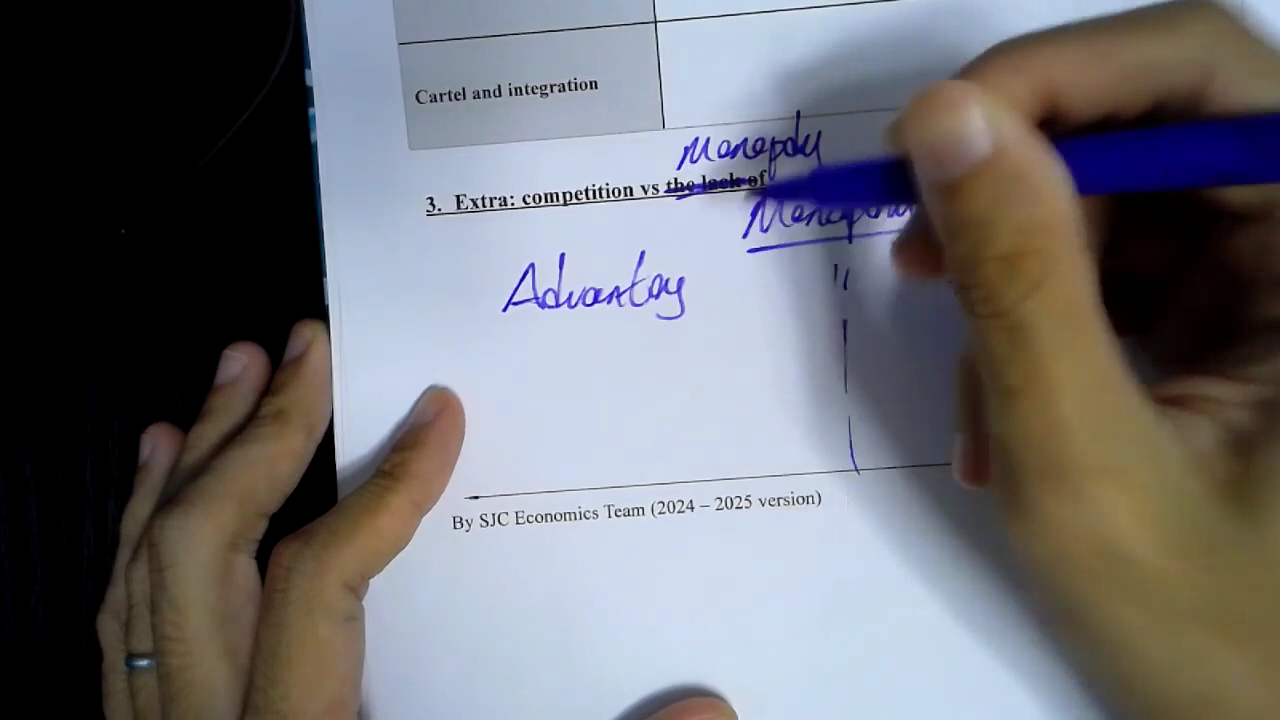 Cartel and integration
Monopoly
3. Extra: competition vs the lack of
Advantag
"
By SJC Economics Team (2024 – 2025 version)